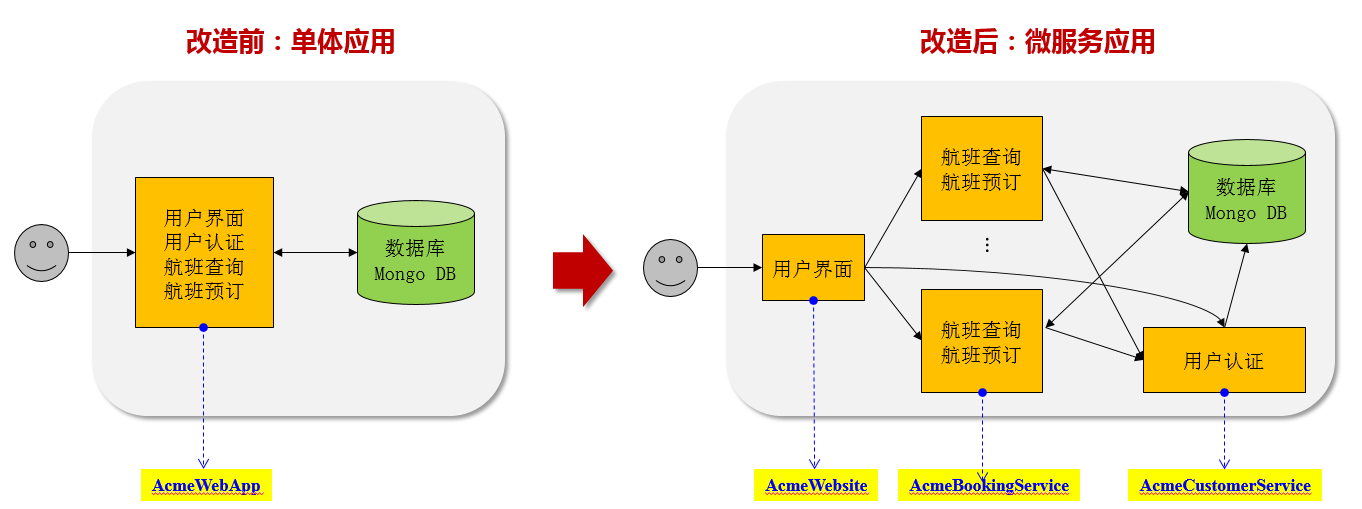 改造前：单体应用
用户界面
用户认证
航班查询
航班预订
数据库
Mongo DB
AcmeWebApp
改造后：微服务应用
用户界面
航班查询
航班预订
⋮
航班查询
航班预订
数据库
Mongo DB
用户认证
AcmeWebsite
AcmeBookingService
AcmeCustomerService